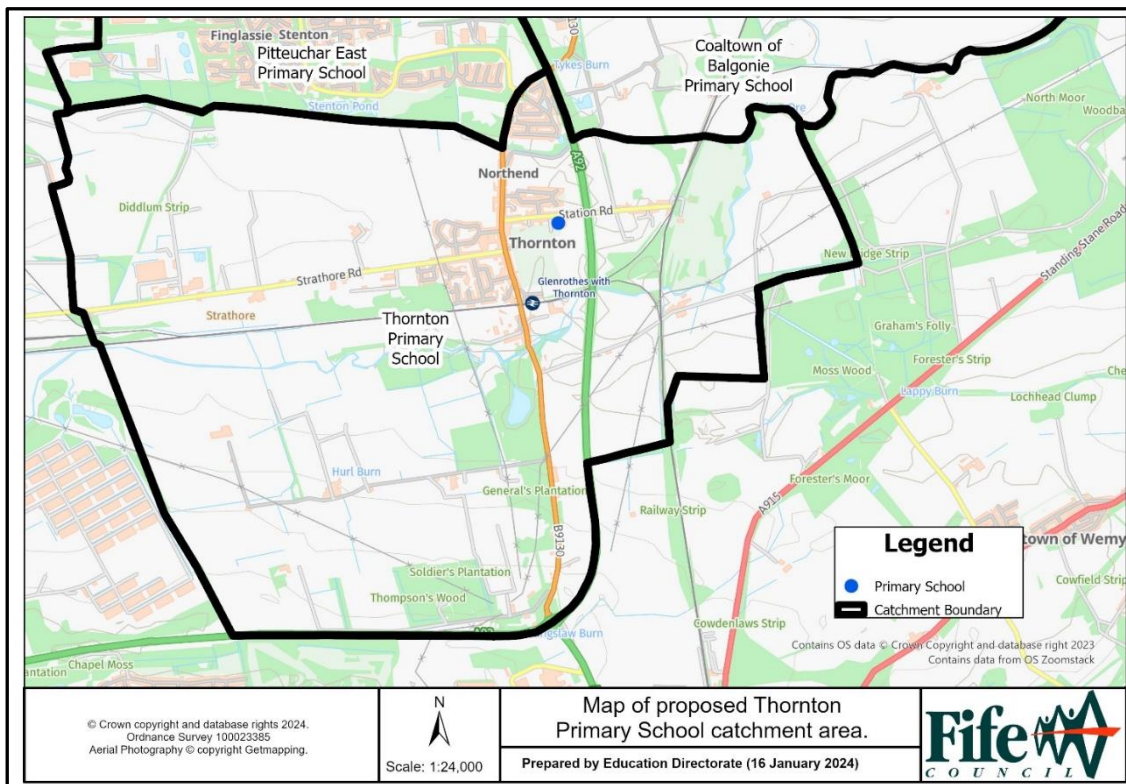 Finglassie Stenton
Pitteuchar East
Primary School
Coaltown of
Balgonie
Primary School
Tykes Burn
Stenton Pond
North Moor
A92
Northend
Diddlum Strip
Station Rd
Thornton
Strathore Rd
Glenrothes with
Thornton
Strathore
Thornton
Primary
School
Standing Stane Road
Graham's Folly
Forester's Strip
Moss Wood
Lappy Burn
Lochhead Clump
Hurl Burn
General's Plantation
Forester's Moor
Railway Strip
A915
B9130
Soldier's Plantation
Thompson's Wood
Cowdenlaws Strip
Cowfield Strip
Chapel Moss
Legend
Primary School
Catchment Boundary
Contains OS data © Crown Copyright and database right 2023
Contains data from OS Zoomstack
© Crown copyright and database rights 2024.
Ordnance Survey 100023385
Aerial Photography © copyright Getmapping.
N
Scale: 1:24,000
Map of proposed Thornton
Primary School catchment area.
Prepared by Education Directorate (16 January 2024)
Fife
COUNCIL